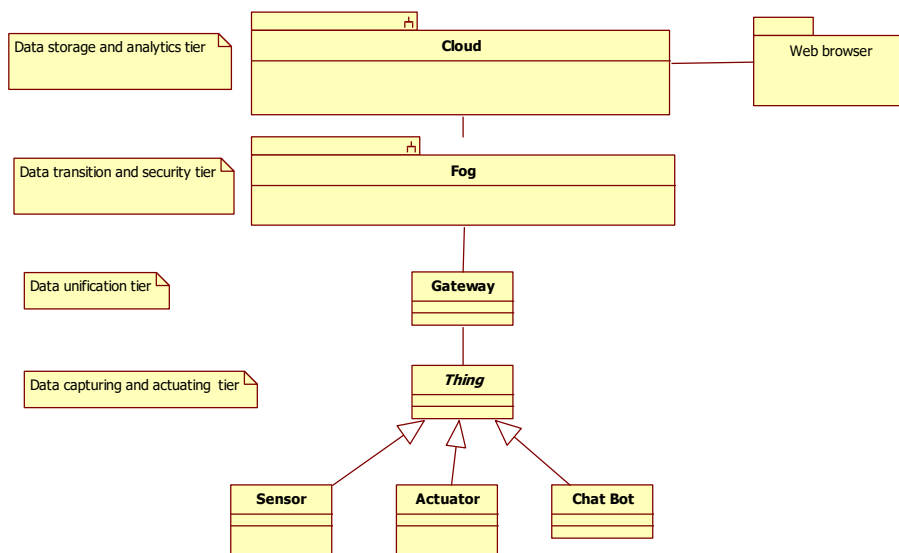 Data storage and analytics tier
Cloud
Web browser
Data transition and security tier
Fog
Data unification tier
Gateway
Data capturing and actuating  tier
Thing
Sensor
Actuator
Chat Bot